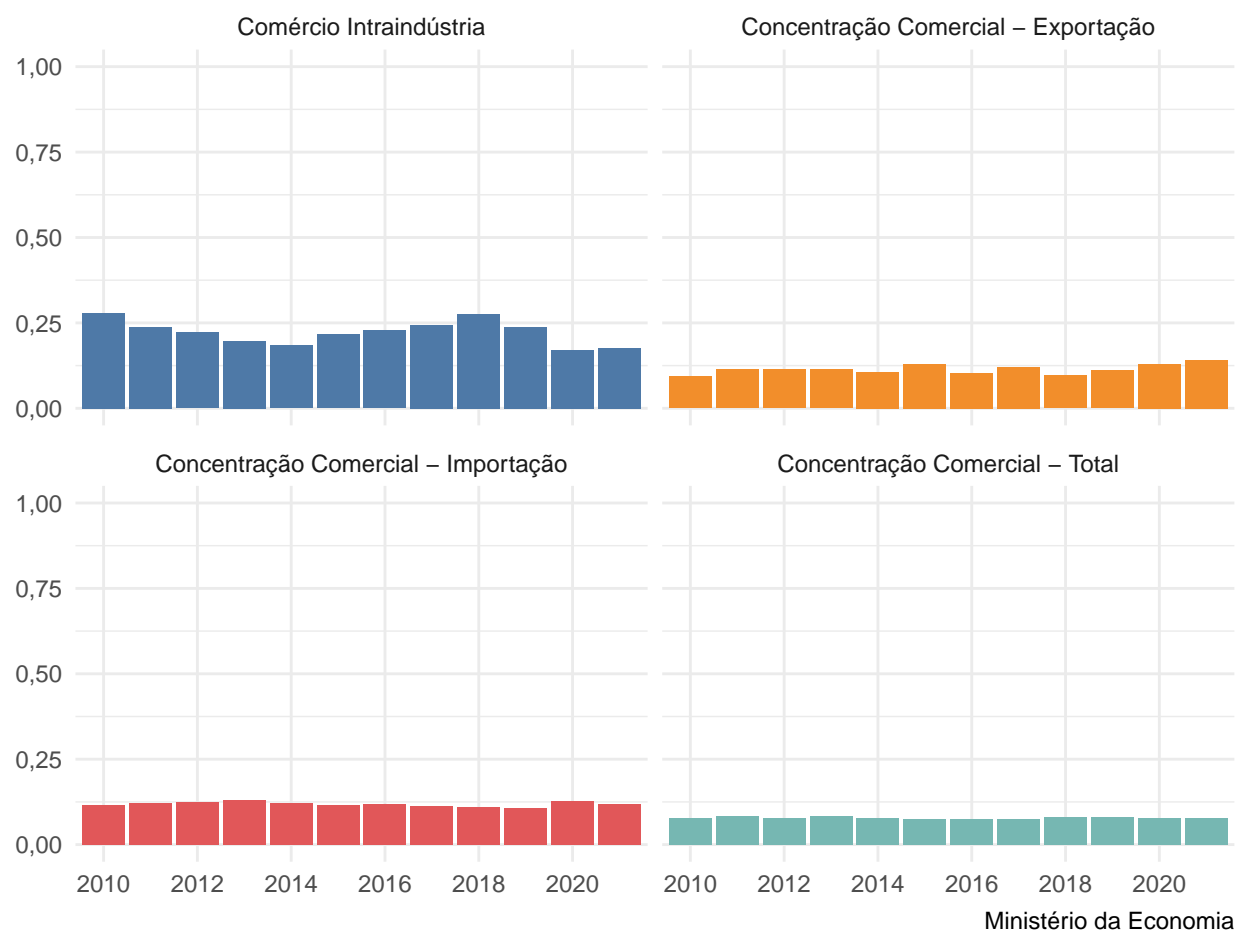 Comércio Intraindústria
Concentração Comercial – Exportação
1,00
0,75
0,50
0,25
0,00
Concentração Comercial – Importação
Concentração Comercial – Total
1,00
0,75
0,50
0,25
0,00
2010 2012 2014 2016 2018 2020
2010 2012 2014 2016 2018 2020
Ministério da Economia